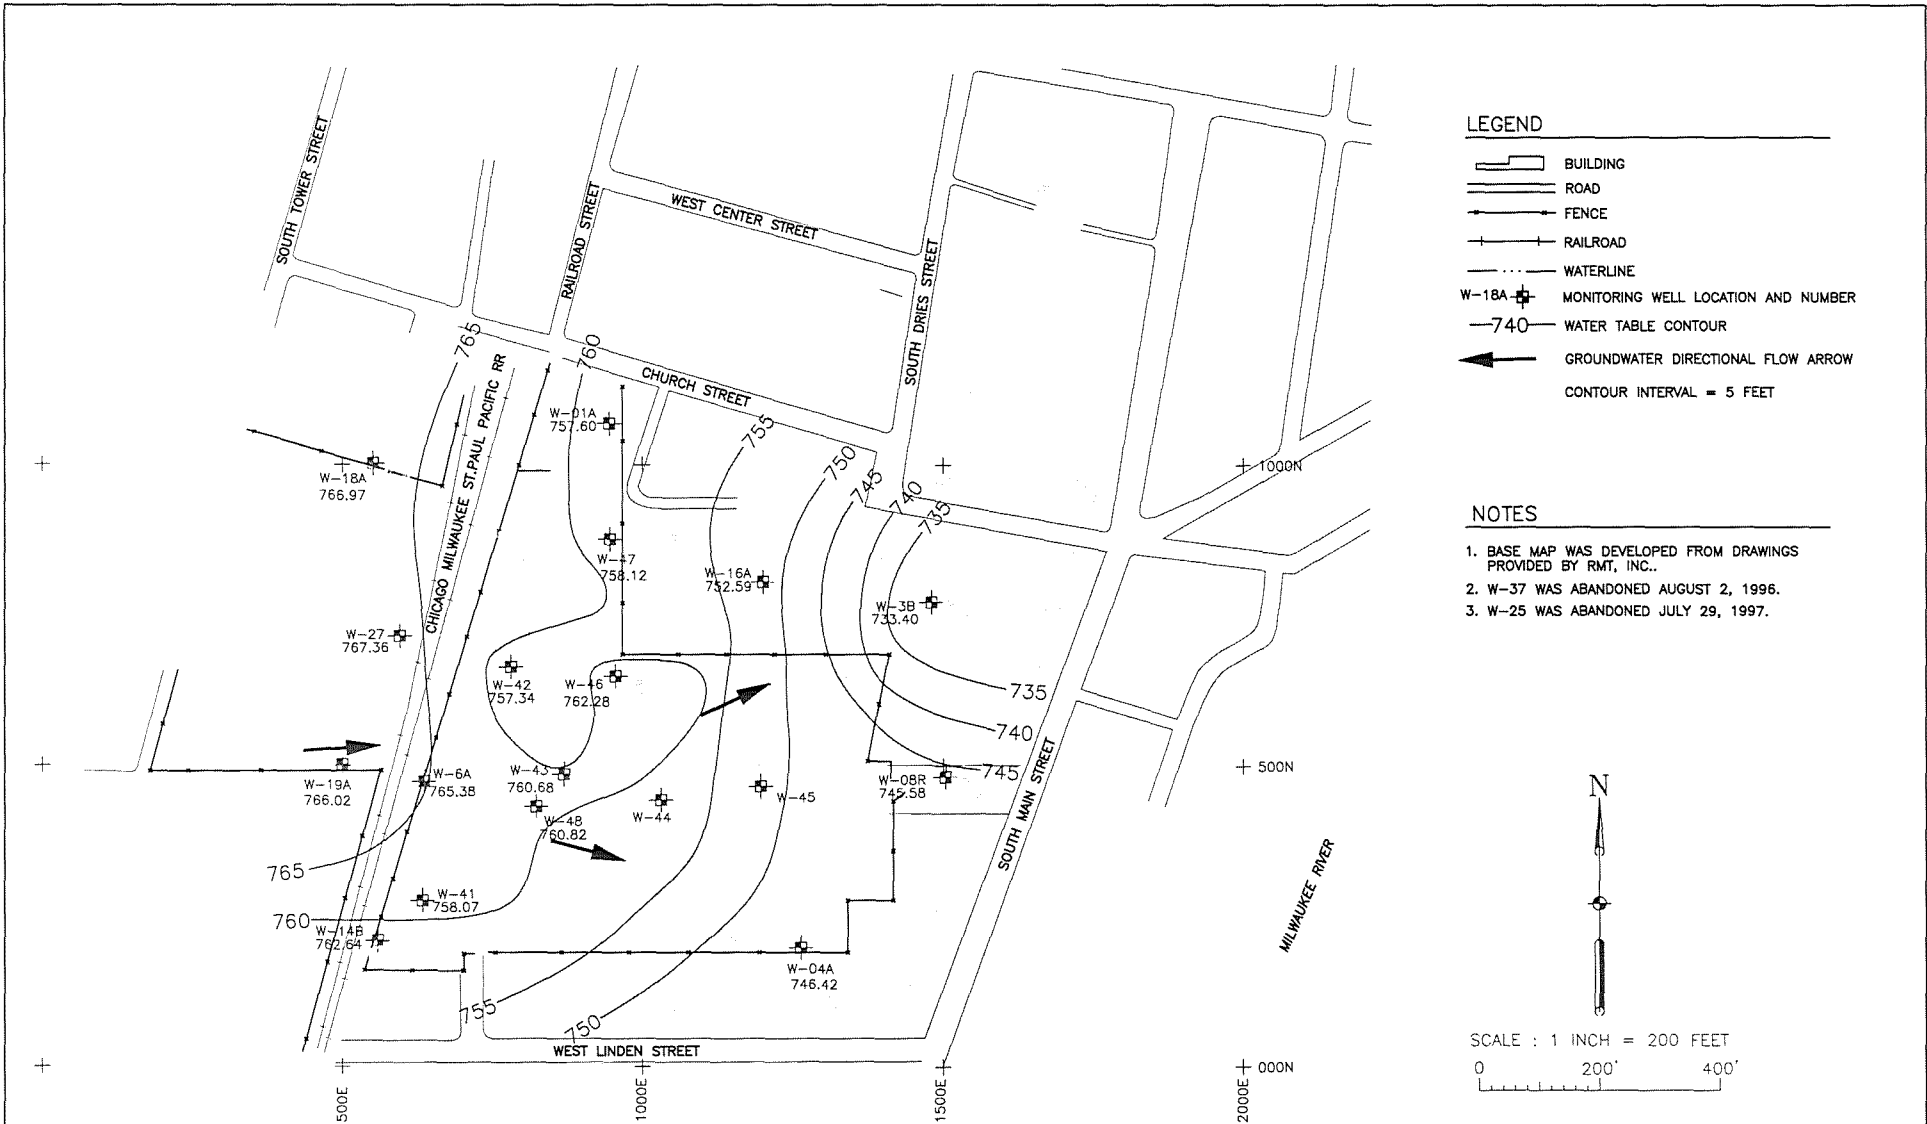 SOUTH TOWER STREET
RAILROAD STREET
WEST CENTER STREET
SOUTH DRIES STREET
CHURCH STREET
CHICAGO MILWAUKEE ST.PAUL PACIFIC RR
SOUTH MAIN STREET
MILWAUKEE RIVER
WEST LINDEN STREET
765
760
755
750
745
740
735
W-01A
757.60
W-18A
766.97
W-47
758.12
W-16A
752.59
W-3B
733.40
W-27
767.36
W-42
757.34
W-46
762.28
735
740
745
W-19A
766.02
W-6A
765.38
W-43
760.68
W-48
760.82
W-44
W-45
W-08R
745.58
765
760
W-41
758.07
W-14B
762.64
W-04A
746.42
755
750
1000N
500N
000N
500E
1000E
1500E
2000E
LEGEND
BUILDING
ROAD
FENCE
RAILROAD
WATERLINE
W-18A MONITORING WELL LOCATION AND NUMBER
740 WATER TABLE CONTOUR
GROUNDWATER DIRECTIONAL FLOW ARROW
CONTOUR INTERVAL = 5 FEET
NOTES
1. BASE MAP WAS DEVELOPED FROM DRAWINGS
PROVIDED BY RMT, INC..
2. W-37 WAS ABANDONED AUGUST 2, 1996.
3. W-25 WAS ABANDONED JULY 29, 1997.
N
SCALE : 1 INCH = 200 FEET
0 200' 400'